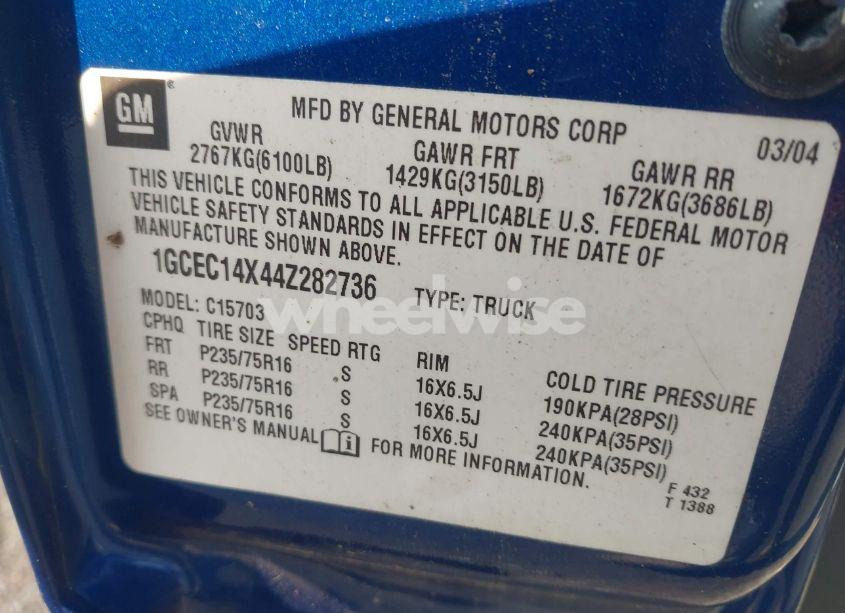 GM ®
MFD BY GENERAL MOTORS CORP 03/04
GVWR GAWR FRT GAWR RR
2767KG(6100LB) 1429KG(3150LB) 1672KG(3686LB)
THIS VEHICLE CONFORMS TO ALL APPLICABLE U.S. FEDERAL MOTOR
VEHICLE SAFETY STANDARDS IN EFFECT ON THE DATE OF
MANUFACTURE SHOWN ABOVE.
1GCEC14X44Z282736 TYPE: TRUCK
MODEL: C15703
CPHQ TIRE SIZE SPEED RTG RIM COLD TIRE PRESSURE
FRT P235/75R16 S 16X6.5J 190KPA(28PSI)
RR P235/75R16 S 16X6.5J 240KPA(35PSI)
SPA P235/75R16 S 16X6.5J 240KPA(35PSI)
SEE OWNER'S MANUAL FOR MORE INFORMATION.
F 432
T 1388
wheelwise